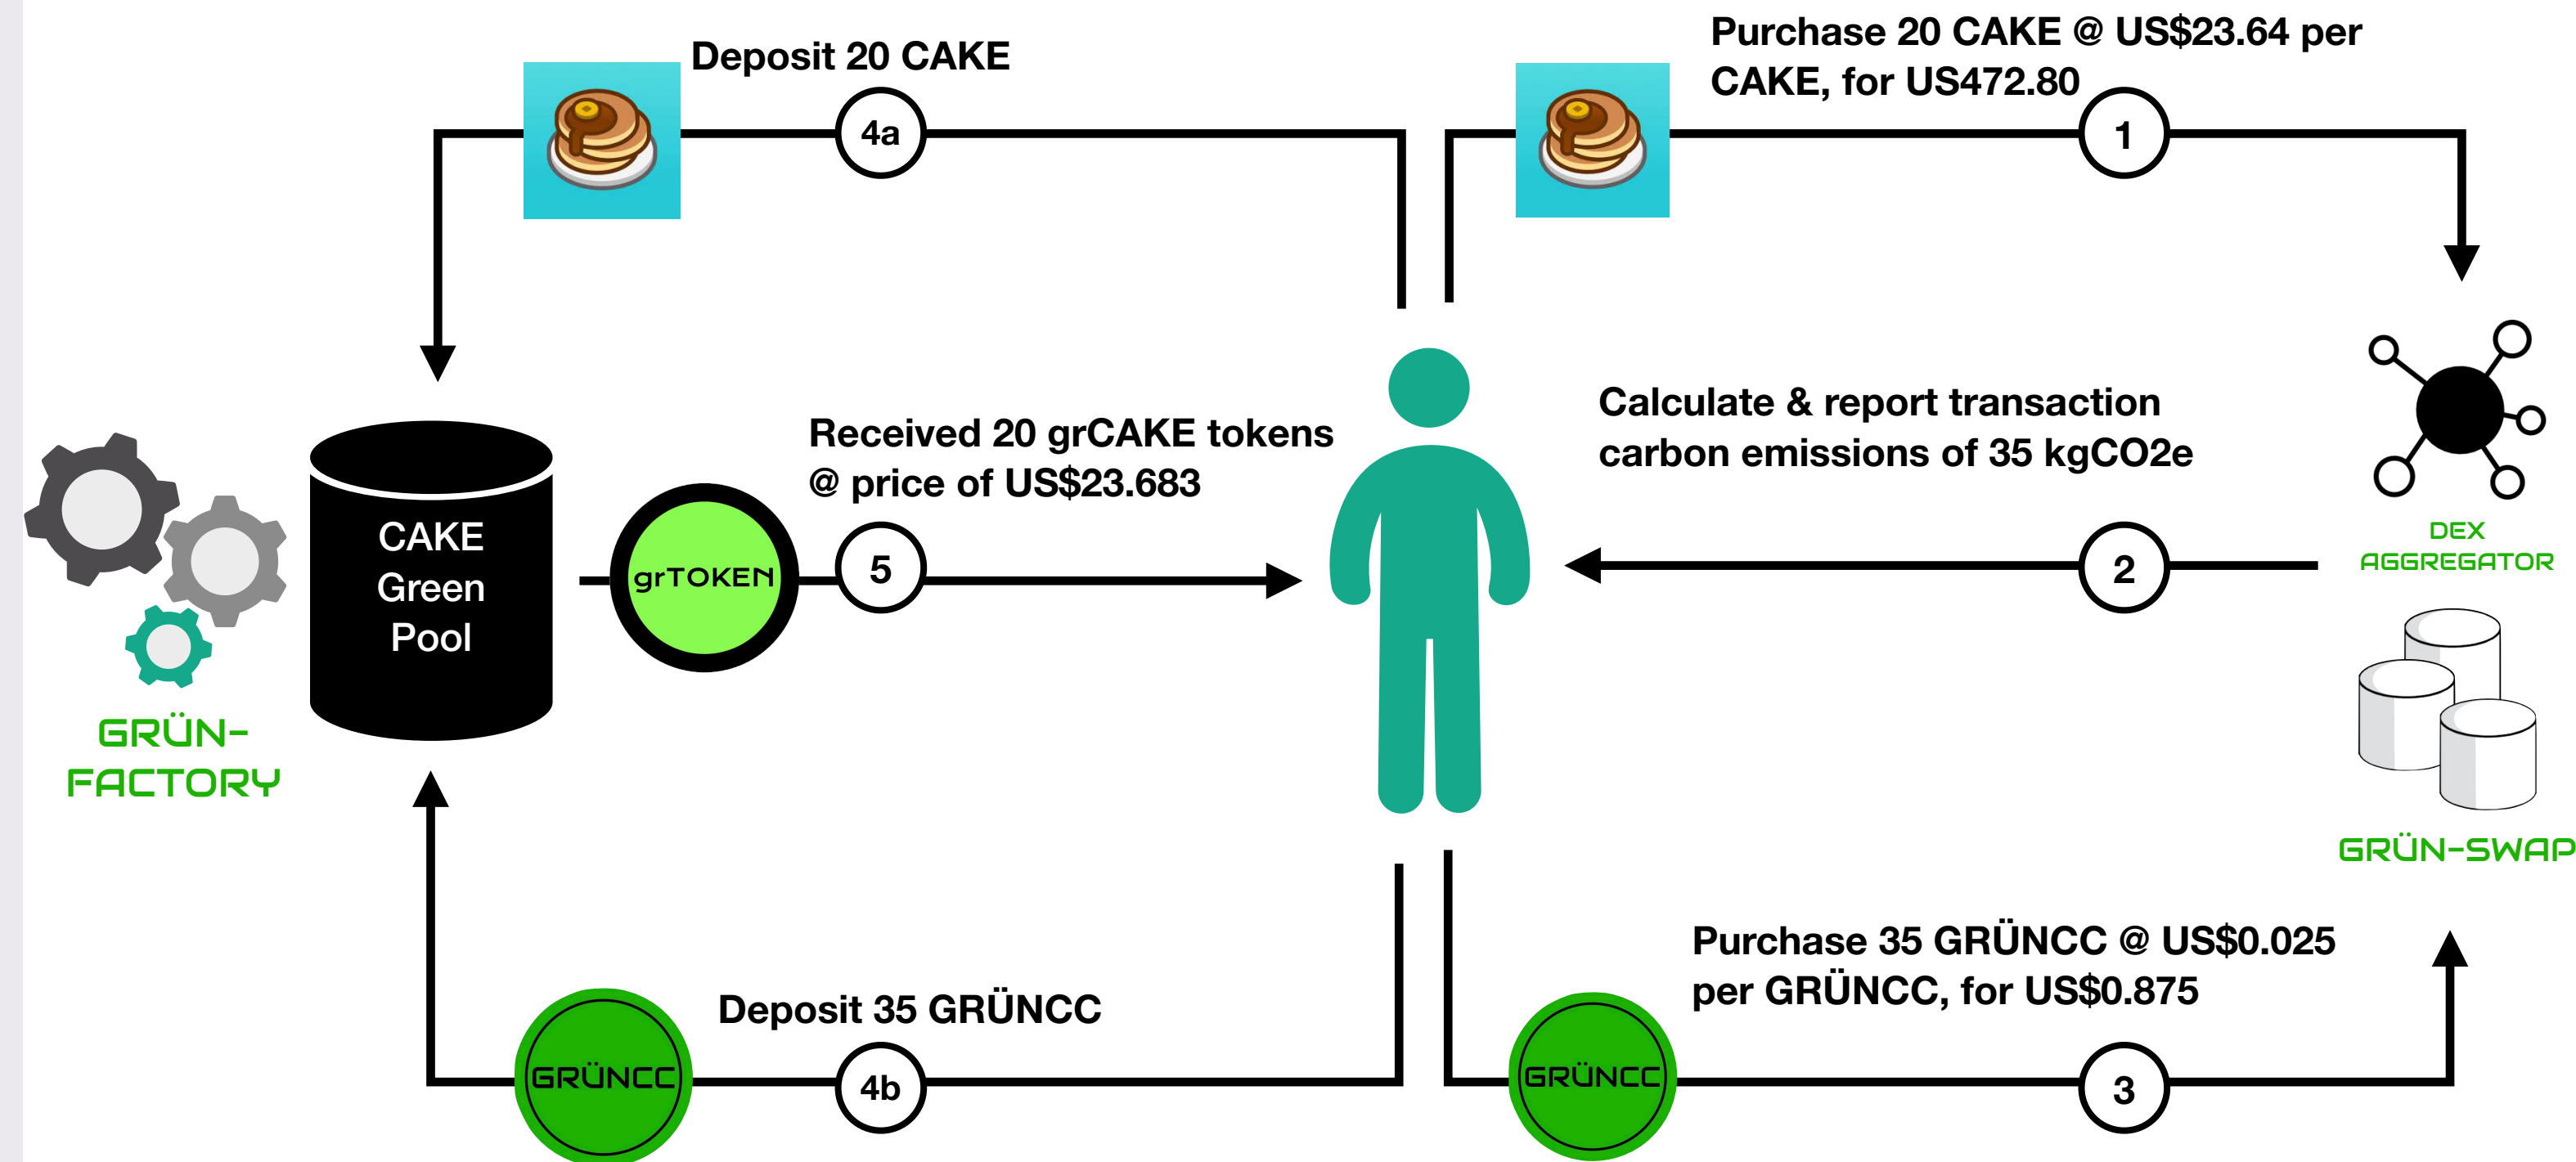 Deposit 20 CAKE
4a
Purchase 20 CAKE @ US$23.64 per
CAKE, for US472.80
1
Calculate & report transaction
carbon emissions of 35 kgCO2e
2
DEX
AGGREGATOR
GRÜN-SWAP
Purchase 35 GRÜNCC @ US$0.025
per GRÜNCC, for US$0.875
GRÜNCC
3
Deposit 35 GRÜNCC
GRÜNCC
4b
CAKE
Green
Pool
GRÜN-
FACTORY
Received 20 grCAKE tokens
@ price of US$23.683
grTOKEN
5